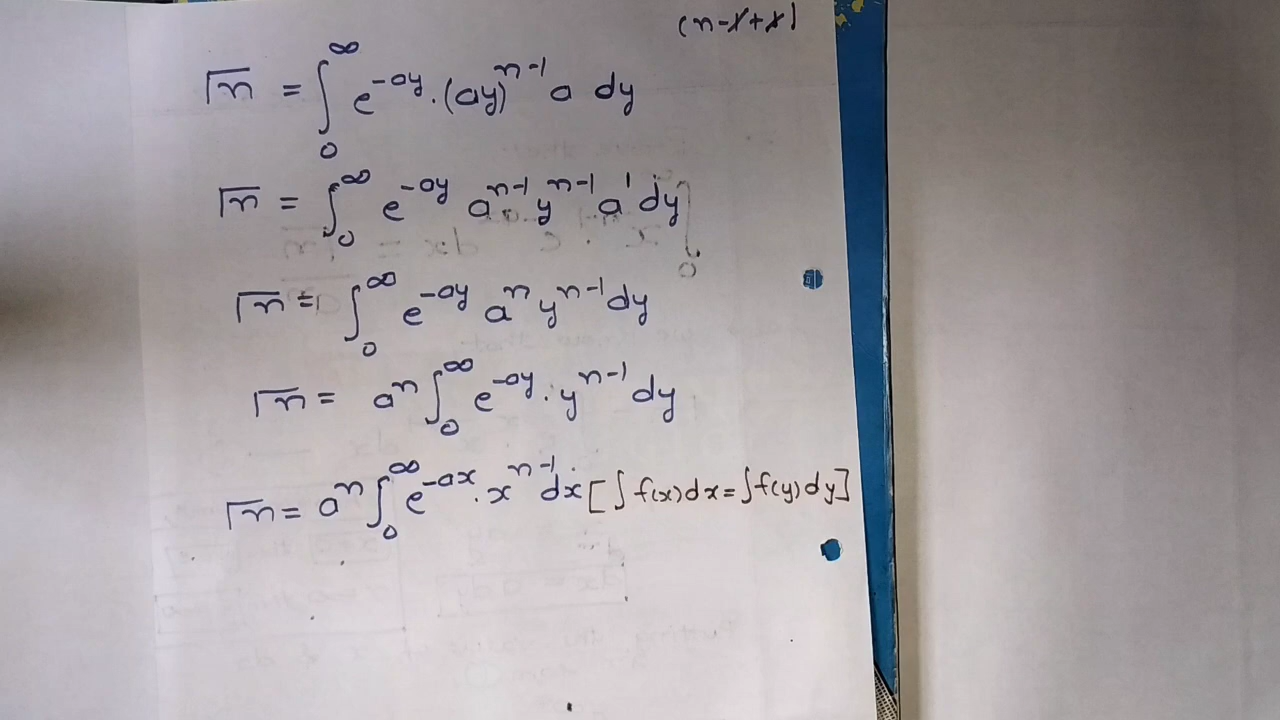 (n-1+1)
Γn = ∫₀^∞ e^{-ay} . (ay)^{n-1} a dy
Γn = ∫₀^∞ e^{-ay} a^{n-1} y^{n-1} a^1 dy
Γn = ∫₀^∞ e^{-ay} a^n y^{n-1} dy
Γn = a^n ∫₀^∞ e^{-ay} . y^{n-1} dy
Γn = a^n ∫₀^∞ e^{-ax} . x^{n-1} dx [∫ f(x) dx = ∫ f(y) dy]